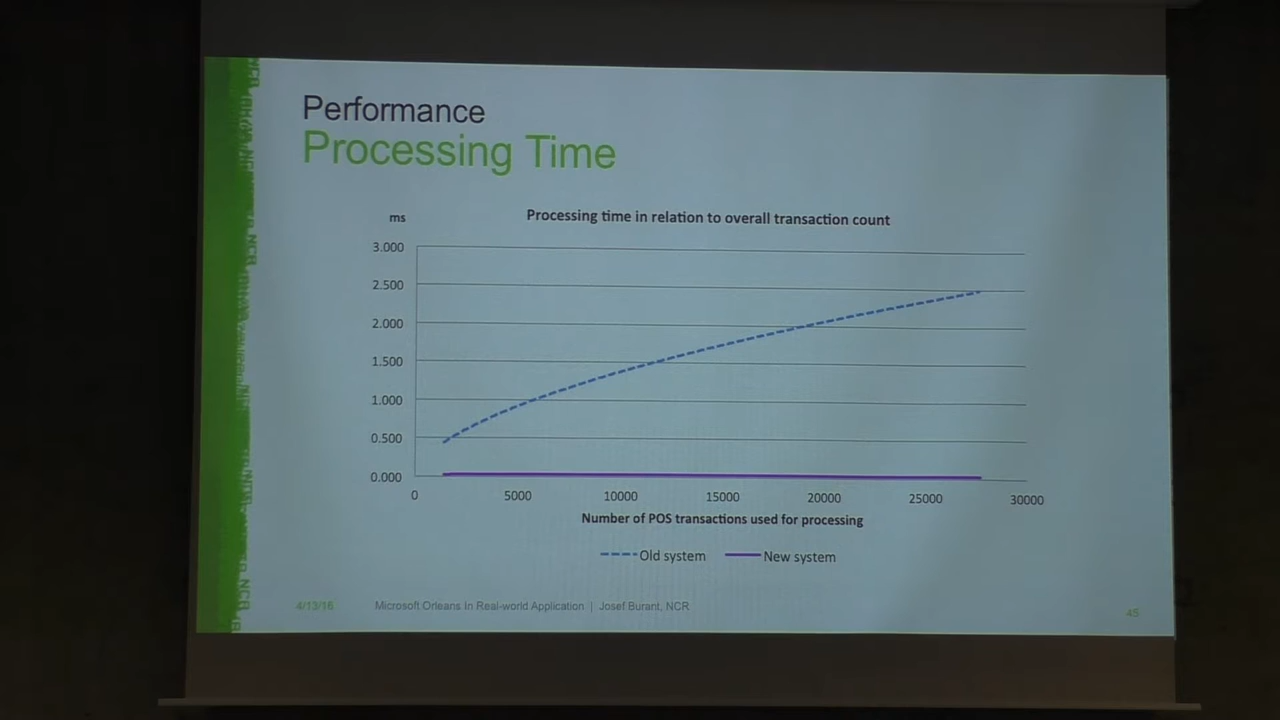 Performance
Processing Time
ms
Processing time in relation to overall transaction count
3.000
2.500
2.000
1.500
1.000
0.500
0.000
0
5000
10000
15000
20000
25000
30000
Number of POS transactions used for processing
Old system
New system
4/13/16
Microsoft Orleans In Real-world Application | Josef Burant, NCR
45
NCR